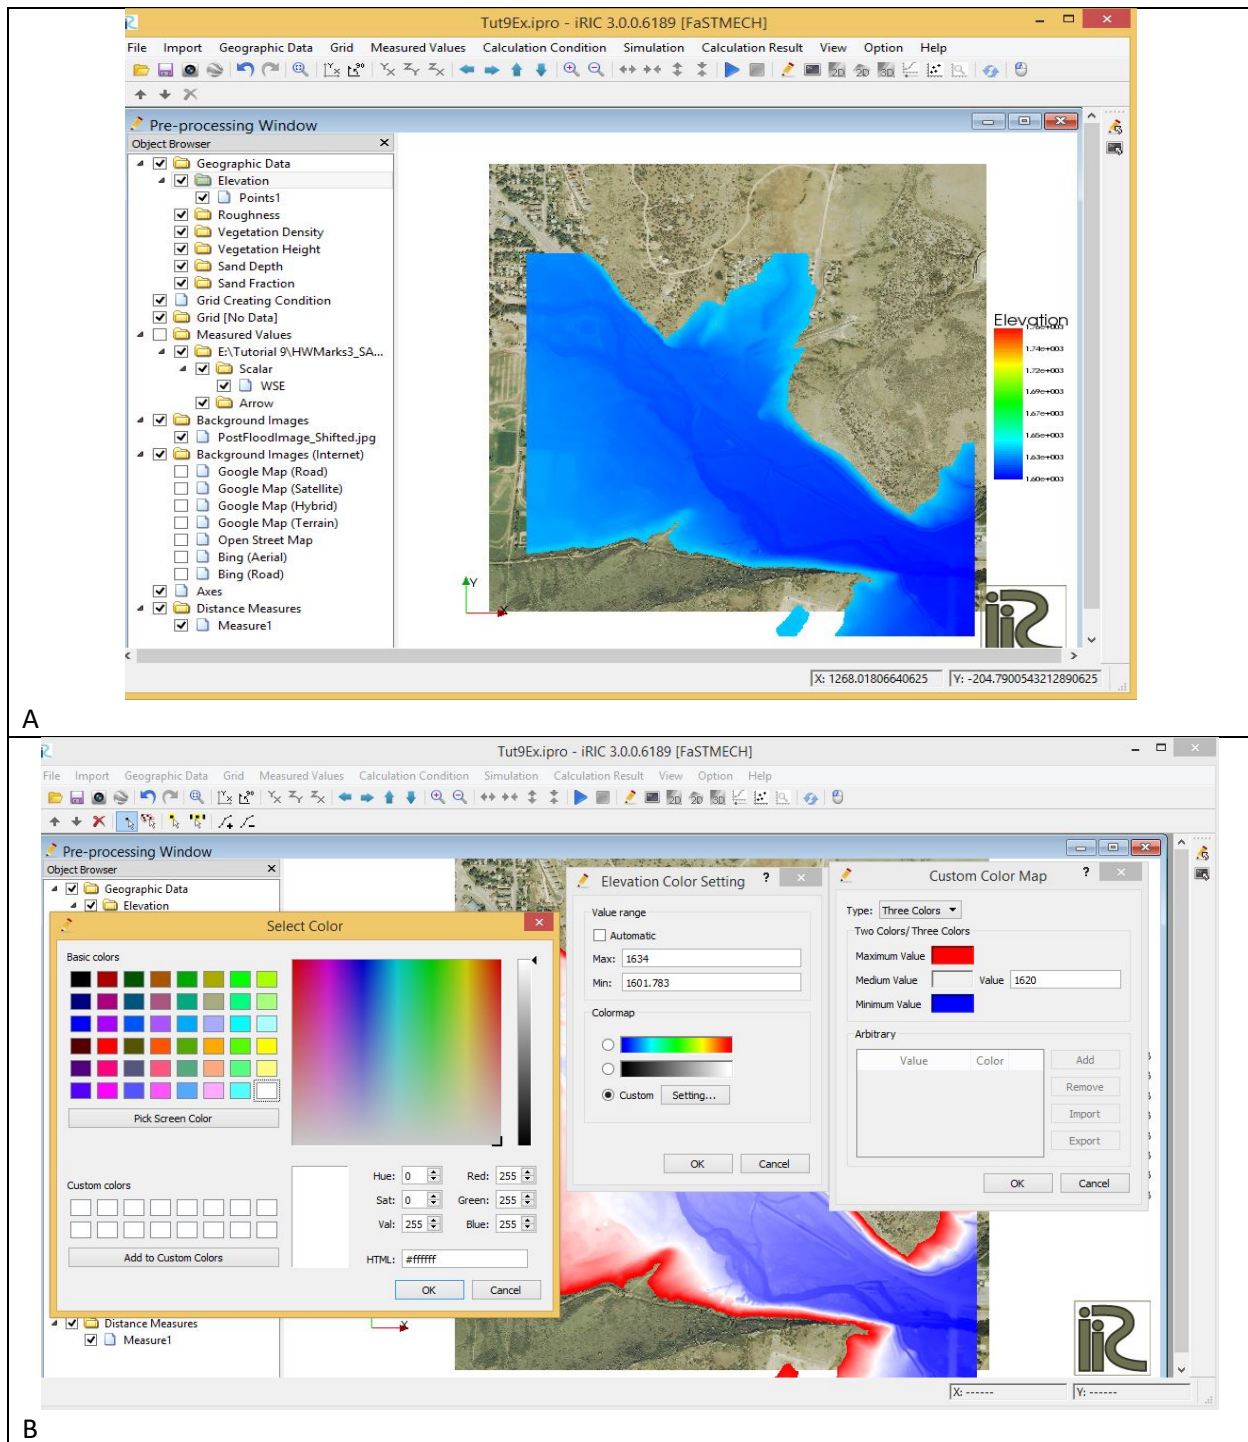 Tut9Ex.ipro - iRIC 3.0.0.6189 [FaSTMECH]
File Import Geographic Data Grid Measured Values Calculation Condition Simulation Calculation Result View Option Help
Pre-processing Window
Object Browser
Geographic Data
Elevation
Points1
Roughness
Vegetation Density
Vegetation Height
Sand Depth
Sand Fraction
Grid Creating Condition
Grid [No Data]
Measured Values
E:\Tutorial 9\HWMarks3_SA...
Scalar
WSE
Arrow
Background Images
PostFloodImage_Shifted.jpg
Background Images (Internet)
Google Map (Road)
Google Map (Satellite)
Google Map (Hybrid)
Google Map (Terrain)
Open Street Map
Bing (Aerial)
Bing (Road)
Axes
Distance Measures
Measure1
Y
X
Elevation
1.74e+003
1.72e+003
1.69e+003
1.67e+003
1.65e+003
1.63e+003
1.60e+003
iRIC
X: 1268.01806640625
Y: -204.7900543212890625
A
Tut9Ex.ipro - iRIC 3.0.0.6189 [FaSTMECH]
File Import Geographic Data Grid Measured Values Calculation Condition Simulation Calculation Result View Option Help
Pre-processing Window
Object Browser
Geographic Data
Elevation
Select Color
Basic colors
Pick Screen Color
Custom colors
Add to Custom Colors
Hue: 0 Red: 255
Sat: 0 Green: 255
Val: 255 Blue: 255
HTML: #ffffff
OK Cancel
Elevation Color Setting
Value range
Automatic
Max: 1634
Min: 1601.783
Colormap
Custom Setting...
OK Cancel
Custom Color Map
Type: Three Colors
Two Colors/Three Colors
Maximum Value
Medium Value Value 1620
Minimum Value
Arbitrary
Value Color
Add
Remove
Import
Export
OK Cancel
Distance Measures
Measure1
X
iRIC
X: ------
Y: ------
B